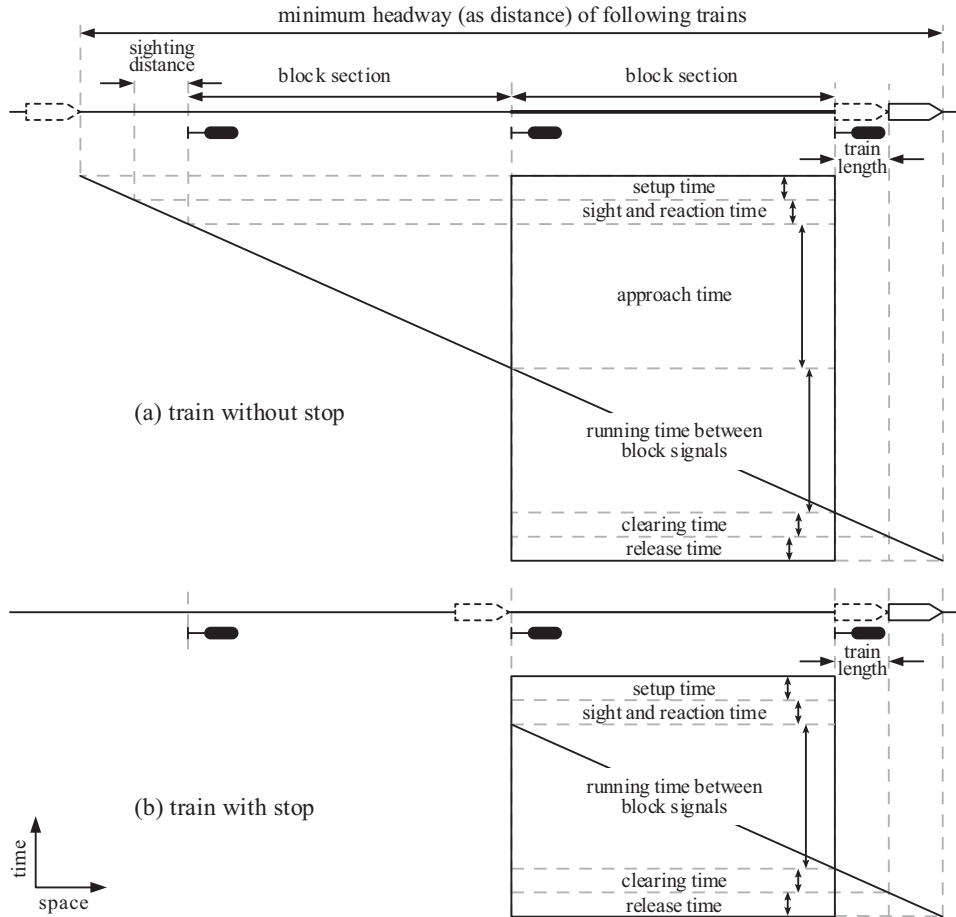 minimum headway (as distance) of following trains
sighting
distance
block section
block section
train
length
setup time
sight and reaction time
approach time
(a) train without stop
running time between
block signals
clearing time
release time
train
length
setup time
sight and reaction time
running time between
block signals
(b) train with stop
clearing time
release time
time
space